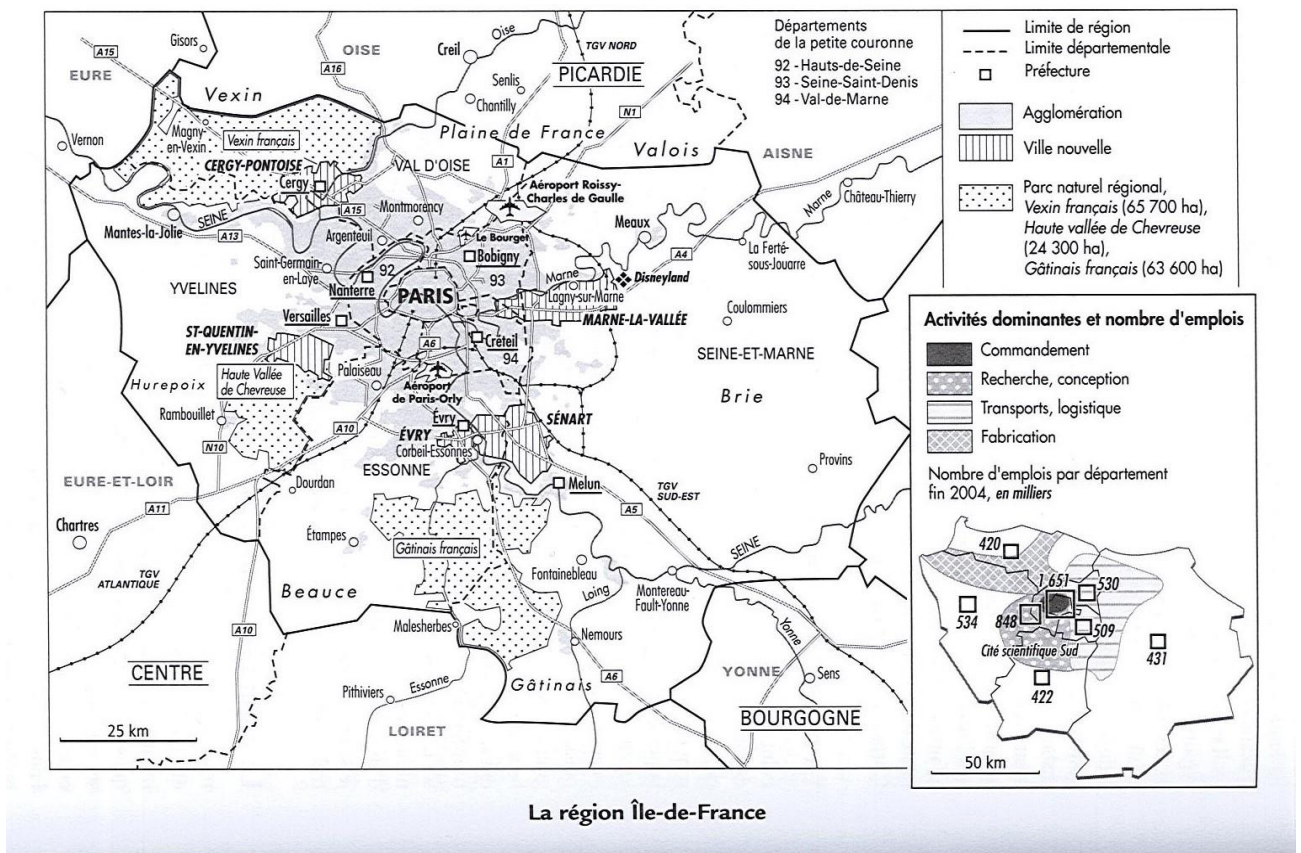 Gisors
A15
EURE
OISE
A16
Creil
Oise
TGV NORD
PICARDIE
Senlis
Chantilly
N1
Vexin
Vernon
Magny-
en-Vexin
Vexin français
Plaine de France
Valois
AISNE
CERGY-PONTOISE
Cergy
VAL D'OISE
A1
Aéroport Roissy-
Charles de Gaulle
Marne
Château-Thierry
Meaux
A15
Montmorency
SEINE
Mantes-la-Jolie
A13
Argenteuil
Le Bourget
Bobigny
La Ferté-
sous-Jouarre
A4
Saint-Germain-
en-Laye
92
Nanterre
93
PARIS
Marne
Disneyland
Lagny-sur-Marne
YVELINES
Versailles
MARNE-LA-VALLÉE
Coulommiers
ST-QUENTIN-
EN-YVELINES
A6
Créteil
94
SEINE-ET-MARNE
Haute Vallée
de Chevreuse
Palaiseau
Aéroport
de Paris-Orly
Hurepoix
Rambouillet
Brie
N10
A10
Évry
ÉVRY
SÉNART
Corbeil-Essonnes
ESSONNE
Provins
EURE-ET-LOIR
Dourdan
Melun
TGV
SUD-EST
A11
A5
Chartres
Étampes
Gâtinais français
SEINE
TGV
ATLANTIQUE
Fontainebleau
Beauce
Loing
Montereau-
Fault-Yonne
A10
Malesherbes
Nemours
Yonne
CENTRE
Essonne
Pithiviers
Gâtinais
A6
YONNE
Sens
LOIRET
BOURGOGNE
25 km
Départements
de la petite couronne
92 - Hauts-de-Seine
93 - Seine-Saint-Denis
94 - Val-de-Marne
Limite de région
Limite départementale
Préfecture
Agglomération
Ville nouvelle
Parc naturel régional,
Vexin français (65 700 ha),
Haute vallée de Chevreuse
(24 300 ha),
Gâtinais français (63 600 ha)
Activités dominantes et nombre d'emplois
Commandement
Recherche, conception
Transports, logistique
Fabrication
Nombre d'emplois par département
fin 2004, en milliers
420
1 651
530
534
848
509
Cité scientifique Sud
431
422
50 km
La région Île-de-France